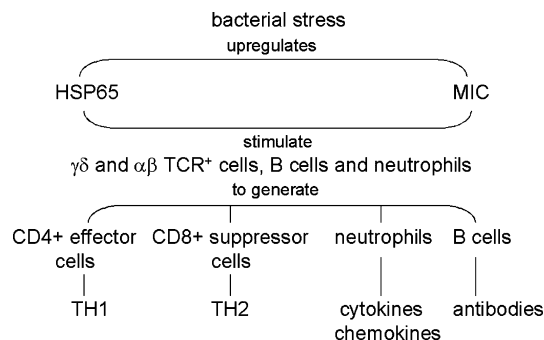 bacterial stress
upregulates
HSP65 MIC
stimulate
γδ and αβ TCR⁺ cells, B cells and neutrophils
to generate
CD4+ effector CD8+ suppressor neutrophils B cells
cells cells
TH1 TH2 cytokines antibodies
chemokines